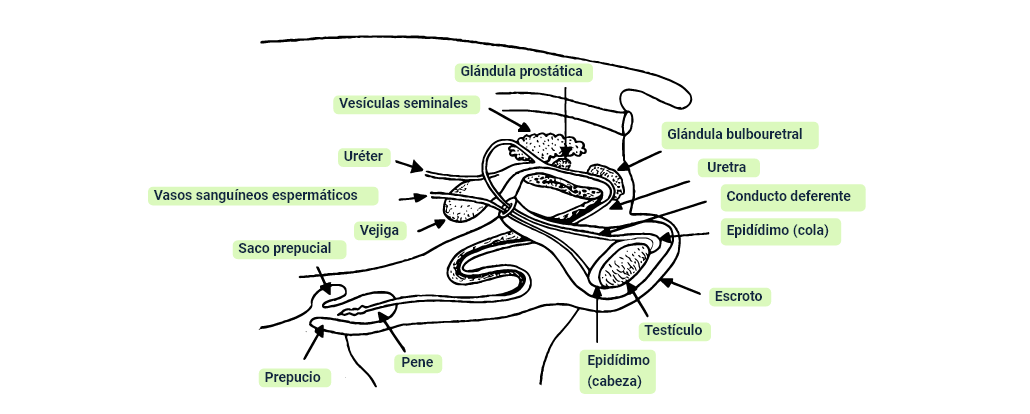 Glándula prostática
Vesículas seminales
Glándula bulbouretral
Uréter
Uretra
Vasos sanguíneos espermáticos
Conducto deferente
Vejiga
Epidídimo (cola)
Saco prepucial
Escroto
Testículo
Pene
Epidídimo
(cabeza)
Prepucio